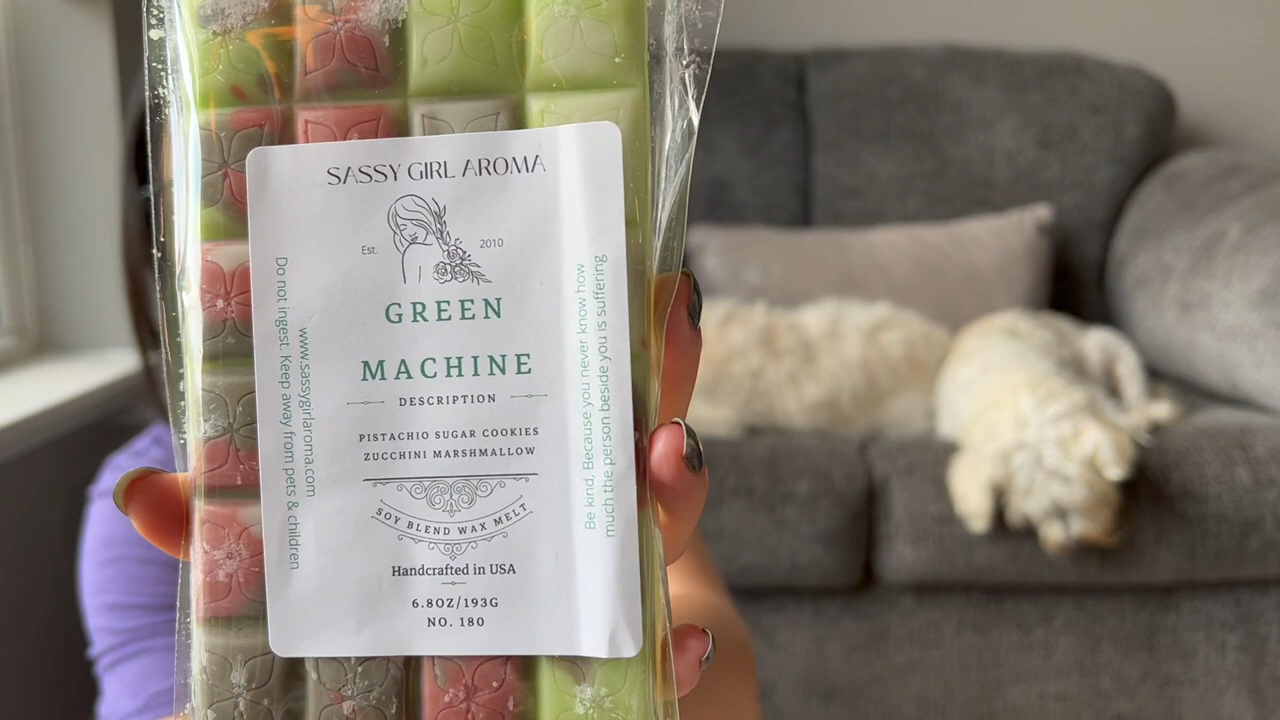 SASSY GIRL AROMA
Est. 2010
GREEN
MACHINE
DESCRIPTION
PISTACHIO SUGAR COOKIES
ZUCCHINI MARSHMALLOW
SOY BLEND WAX MELT
Handcrafted in USA
6.8OZ/193G
NO. 180
Do not ingest. Keep away from pets & children
www.sassygirlaroma.com
Be kind, Because you never know how
much the person beside you is suffering